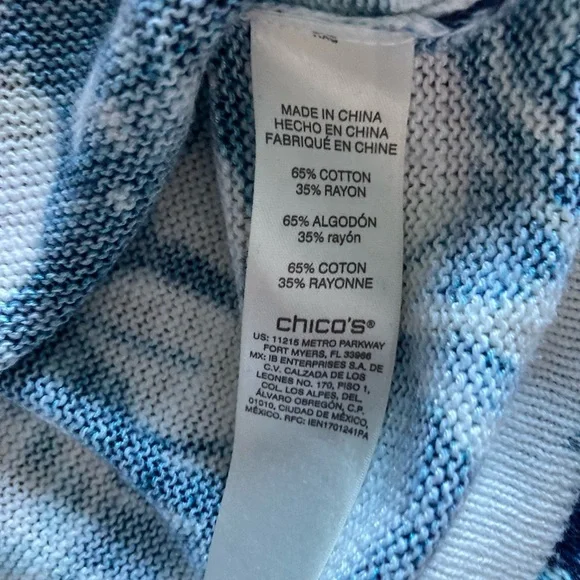 MADE IN CHINA
HECHO EN CHINA
FABRIQUÉ EN CHINE
65% COTTON
35% RAYON
65% ALGODÓN
35% rayón
65% COTON
35% RAYONNE
chico's®
US: 11215 METRO PARKWAY
FORT MYERS, FL 33966
MX: IB ENTERPRISES S.A. DE
C.V. CALZADA DE LOS
LEONES NO. 170, PISO 1,
COL. LOS ALPES, DEL.
ÁLVARO OBREGÓN, C.P.
01010, CIUDAD DE MÉXICO,
MÉXICO. RFC: IEN1701241PA